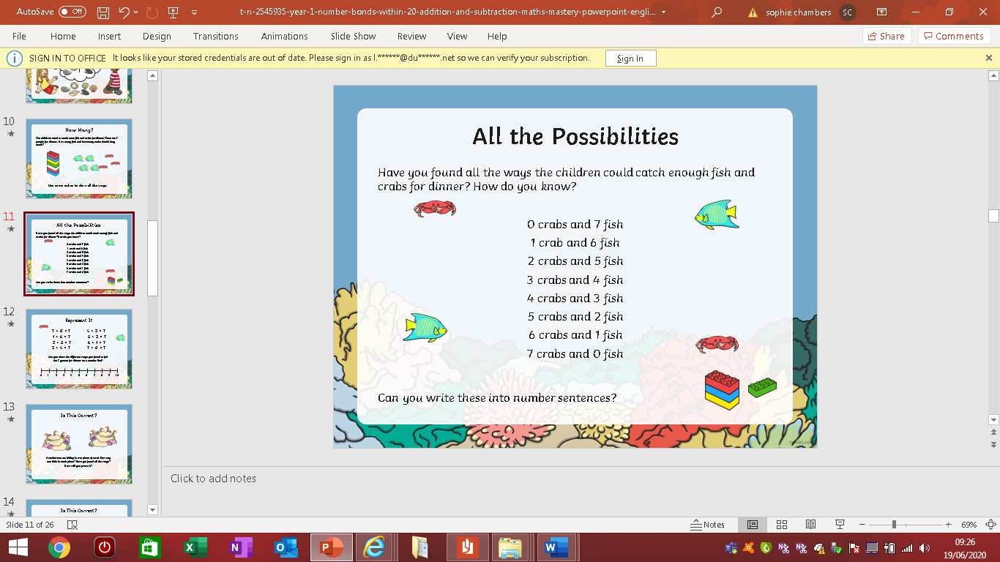 AutoSave Off t-n-2545935-year-1-number-bonds-within-20-addition-and-subtraction-maths-mastery-powerpoint-engli... sophie chambers SC
File Home Insert Design Transitions Animations Slide Show Review View Help Share Comments
SIGN IN TO OFFICE It looks like your stored credentials are out of date. Please sign in as l.******@du******.net so we can verify your subscription. Sign In
10
How Many?
11
All the Possibilities
12
Represent It
13
Is This Correct?
14
Is This Correct?
All the Possibilities
Have you found all the ways the children could catch enough fish and
crabs for dinner? How do you know?
0 crabs and 7 fish
1 crab and 6 fish
2 crabs and 5 fish
3 crabs and 4 fish
4 crabs and 3 fish
5 crabs and 2 fish
6 crabs and 1 fish
7 crabs and 0 fish
Can you write these into number sentences?
Click to add notes
Slide 11 of 26 Notes 69%
09:26
19/06/2020